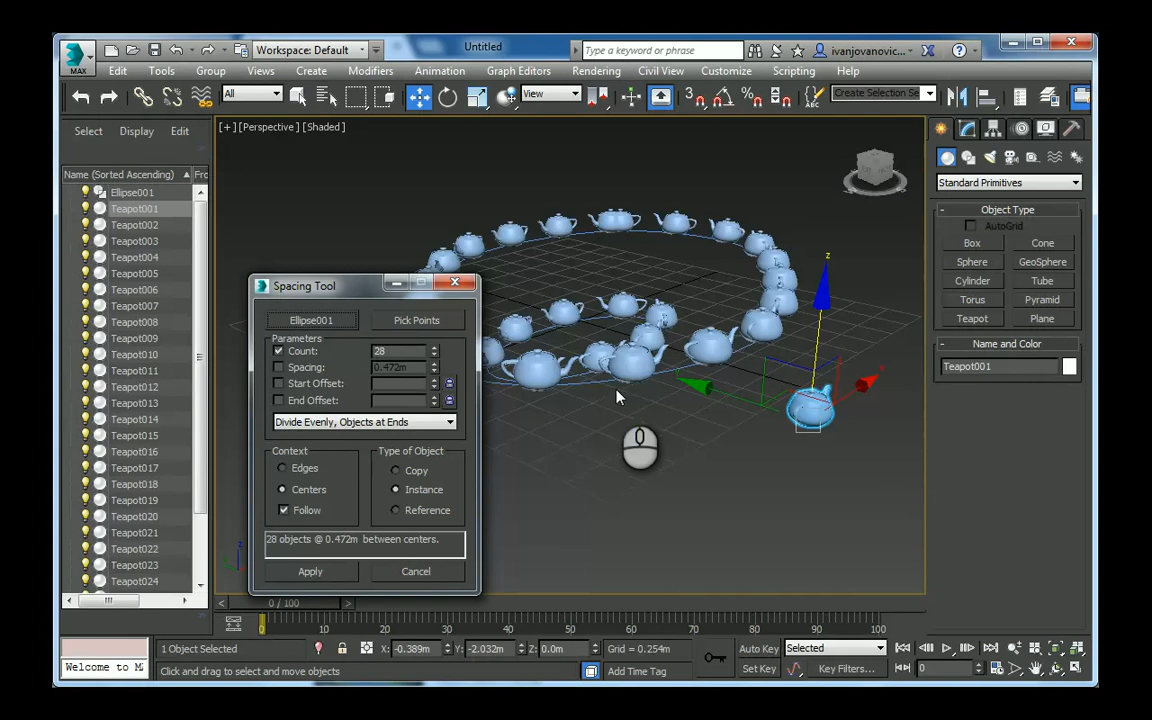 Workspace: Default
Untitled
Type a keyword or phrase
ivanjovanovic...
MAX
Edit Tools Group Views Create Modifiers Animation Graph Editors Rendering Civil View Customize Scripting Help
All
View
Create Selection Se
Select Display Edit
[+] [Perspective] [Shaded]
Name (Sorted Ascending) Fro
Ellipse001
Teapot001
Teapot002
Teapot003
Teapot004
Teapot005
Teapot006
Teapot007
Teapot008
Teapot009
Teapot010
Teapot011
Teapot012
Teapot013
Teapot014
Teapot015
Teapot016
Teapot017
Teapot018
Teapot019
Teapot020
Teapot021
Teapot022
Teapot023
Teapot024
Spacing Tool
Ellipse001 Pick Points
Parameters
Count: 28
Spacing: 0.472m
Start Offset:
End Offset:
Divide Evenly, Objects at Ends
Context Type of Object
Edges Copy
Centers Instance
Follow Reference
28 objects @ 0.472m between centers.
Apply Cancel
z
z
Standard Primitives
- Object Type
AutoGrid
Box Cone
Sphere GeoSphere
Cylinder Tube
Torus Pyramid
Teapot Plane
- Name and Color
Teapot001
0 / 100
0 10 20 30 40 50 60 70 80 90 100
Welcome to M
1 Object Selected
X: -0.389m Y: -2.032m Z: 0.0m Grid = 0.254m
Auto Key Selected
Click and drag to select and move objects
Add Time Tag
Set Key Key Filters...
0